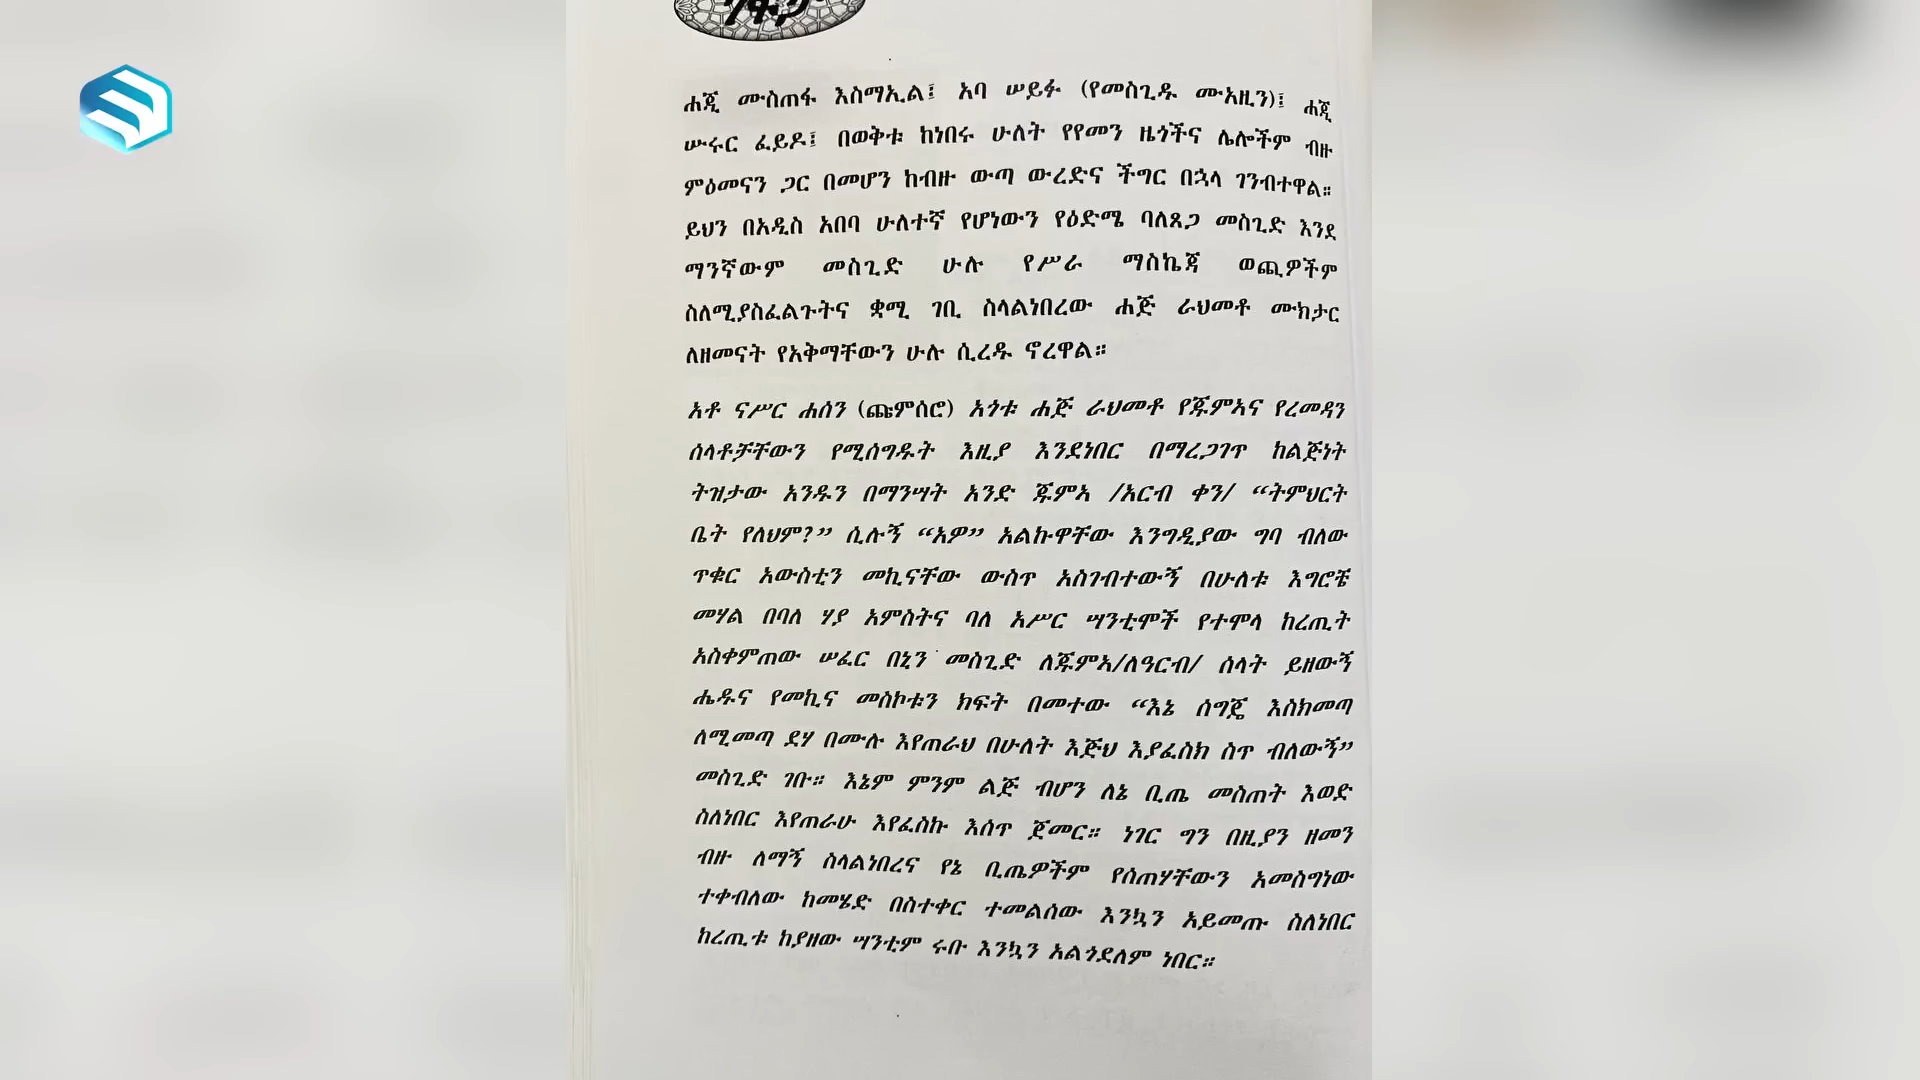 ሐጂ ሙስጠፋ እስማኢል፤ አባ ሠይፉ (የመስጊዱ ሙአዚን)፤ ሐጂ
ሡሩር ፈይዶ፤ በወቅቱ ከነበሩ ሁለት የየመን ዜጎችና ሌሎችም ብዙ
ምዕመናን ጋር በመሆን ከብዙ ውጣ ውረድና ችግር በኋላ ገንብተዋል።
ይህን በአዲስ አበባ ሁለተኛ የሆነውን የዕድሜ ባለጸጋ መስጊድ እንደ
ማንኛውም መስጊድ ሁሉ የሥራ ማስኬጃ ወጪዎችም
ስለሚያስፈልጉትና ቋሚ ገቢ ስላልነበረው ሐጅ ራህመቶ ሙክታር
ለዘመናት የአቅማቸውን ሁሉ ሲረዱ ኖረዋል።
አቶ ናሥር ሐሰን (ጩምሰሮ) አጎቱ ሐጅ ራህመቶ የጁምአና የረመዳን
ሰላቶቻቸውን የሚሰግዱት እዚያ እንደነበር በማረጋገጥ ከልጅነት
ትዝታው አንዱን በማንሣት አንድ ጁምአ /አርብ ቀን/ “ትምህርት
ቤት የለህም?” ሲሉኝ “አዎ” አልኩዋቸው እንግዲያው ግባ ብለው
ጥቁር አውስቲን መኪናቸው ውስጥ አስገብተውኝ በሁለቱ እግሮቼ
መሃል በባለ ሃያ አምስትና ባለ አሥር ሣንቲሞች የተሞላ ከረጢት
አስቀምጠው ሠፈር በኒን መስጊድ ለጁምአ/ለዓርብ/ ሰላት ይዘውኝ
ሔዱና የመኪና መስኮቱን ክፍት በመተው “እኔ ሰግጄ እስክመጣ
ለሚመጣ ደሃ በሙሉ እየጠራህ በሁለት እጅህ እያፈስክ ስጥ ብለውኝ”
መስጊድ ገቡ። እኔም ምንም ልጅ ብሆን ለኔ ቢጤ መስጠት እወድ
ስለነበር እየጠራሁ እየፈስኩ እሰጥ ጀመር። ነገር ግን በዚያን ዘመን
ብዙ ለማኝ ስላልነበረና የኔ ቢጤዎችም የሰጠሃቸውን አመስግነው
ተቀብለው ከመሄድ በስተቀር ተመልሰው እንኳን አይመጡ ስለነበር
ከረጢቱ ከያዘው ሣንቲም ሩቡ እንኳን አልጎደለም ነበር።